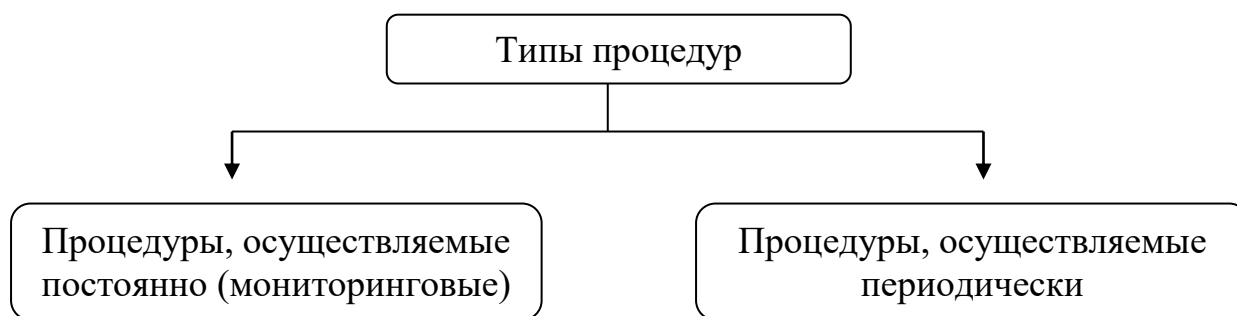 Типы процедур
Процедуры, осуществляемые
постоянно (мониторинговые)
Процедуры, осуществляемые
периодически